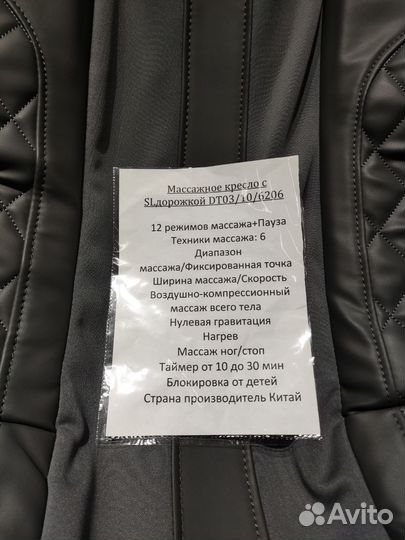 Массажное кресло с
SLдорожкой DT03/10/6206
12 режимов массажа+Пауза
Техники массажа: 6
Диапазон
массажа/Фиксированная точка
Ширина массажа/Скорость
Воздушно-компрессионный
массаж всего тела
Нулевая гравитация
Нагрев
Массаж ног/стоп
Таймер от 10 до 30 мин
Блокировка от детей
Страна производитель Китай
Avito